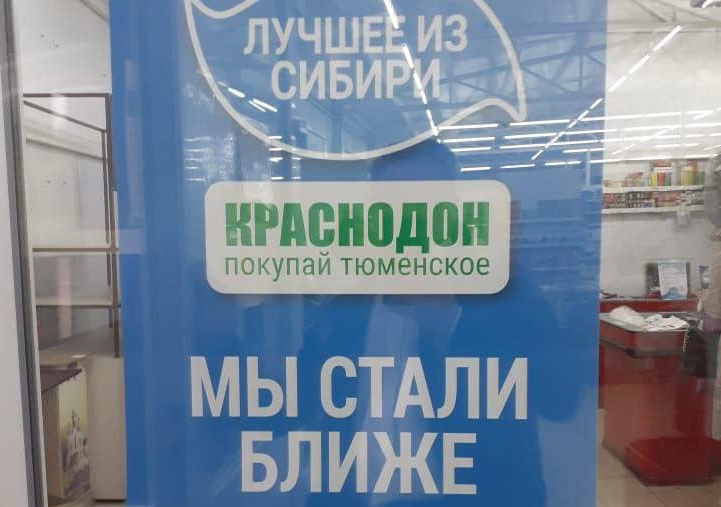 ЛУЧШЕЕ ИЗ
СИБИРИ
КРАСНОДОН
покупай тюменское
МЫ СТАЛИ
БЛИЖЕ